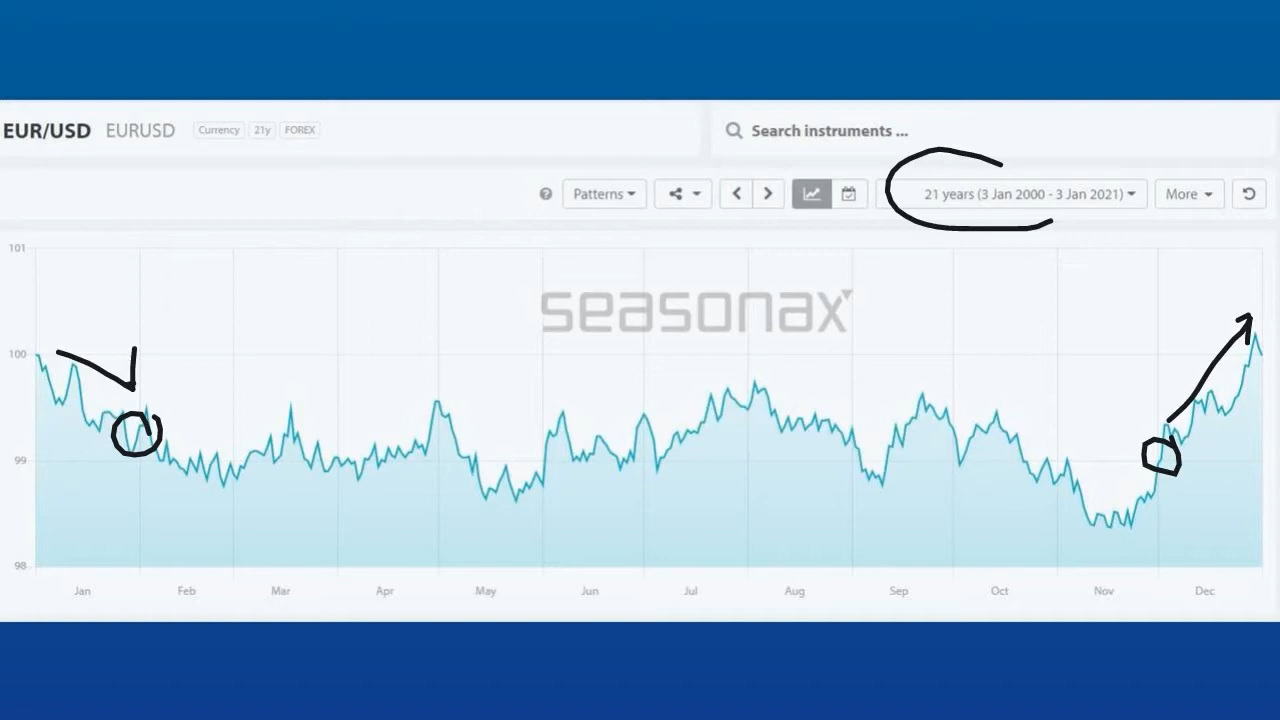 EUR/USD EURUSD Currency 21y FOREX Search instruments ...
Patterns 21 years (3 Jan 2000 - 3 Jan 2021) More
101
seasonax
100
99
98
Jan Feb Mar Apr May Jun Jul Aug Sep Oct Nov Dec